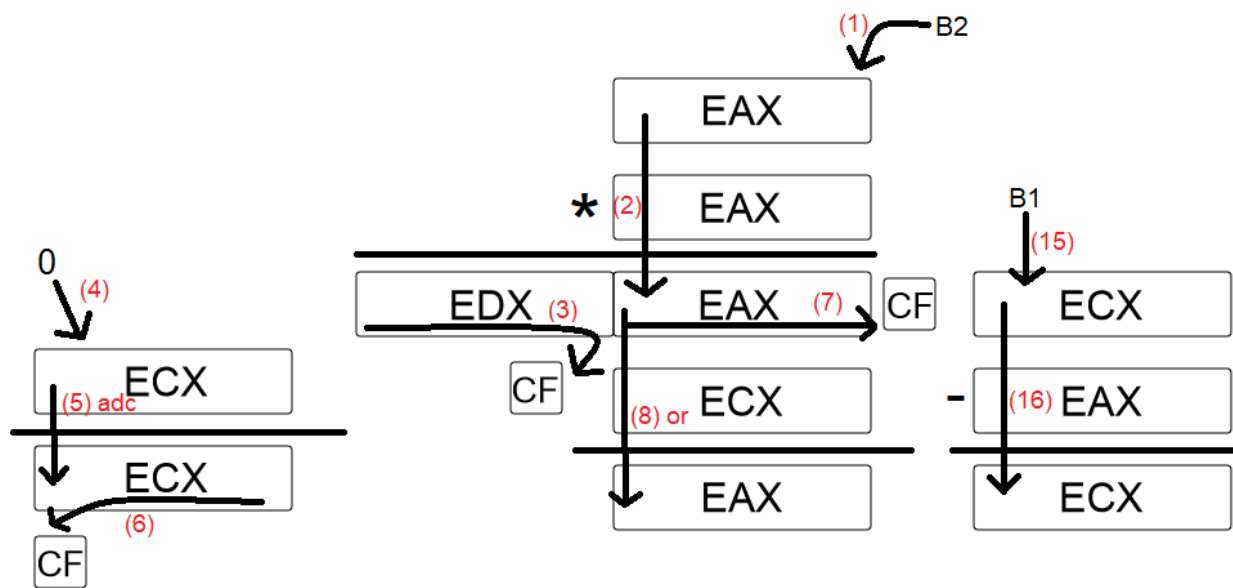 (1) B2
EAX
* (2) EAX
B1
0 (4)
(15)
EDX (3) EAX (7) CF
ECX
ECX
CF
ECX
(5) adc
(8) or
- (16) EAX
ECX
EAX
ECX
(6)
CF